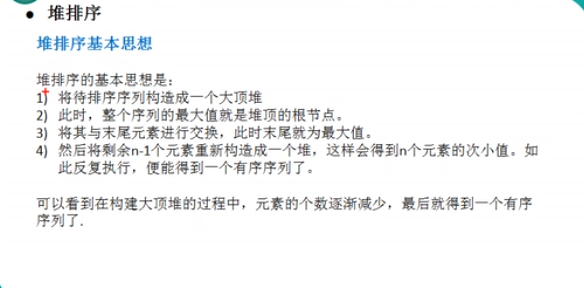 • 堆排序
堆排序基本思想
堆排序的基本思想是：
1) 将待排序序列构造成一个大顶堆
2) 此时，整个序列的最大值就是堆顶的根节点。
3) 将其与末尾元素进行交换，此时末尾就为最大值。
4) 然后将剩余n-1个元素重新构造成一个堆，这样会得到n个元素的次小值。如
此反复执行，便能得到一个有序序列了。
可以看到在构建大顶堆的过程中，元素的个数逐渐减少，最后就得到一个有序
序列了.